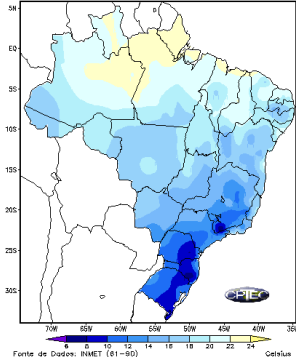 5N
EQ
5S
10S
15S
20S
25S
30S
CPTEC
70W 65W 60W 55W 50W 45W 40W 35W
6 8 10 12 14 16 18 20 22 24
Fonte de Dados: INMET (61-90) Celsius